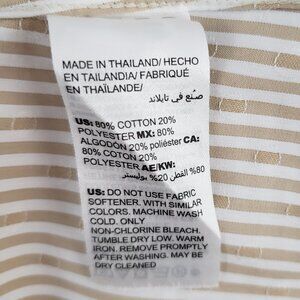 MADE IN THAILAND/ HECHO
EN TAILANDIA/ FABRIQUÉ
EN THAÏLANDE/
صنع في تايلاند
US: 80% COTTON 20%
POLYESTER MX: 80%
ALGODÓN 20% poliéster CA:
80% COTON 20%
POLYESTER AE/KW:
80% القطن 20% بوليستر
US: DO NOT USE FABRIC
SOFTENER. WITH SIMILAR
COLORS. MACHINE WASH
COLD. ONLY
NON-CHLORINE BLEACH.
TUMBLE DRY LOW. WARM
IRON. REMOVE PROMPTLY
AFTER WASHING. MAY BE
DRY CLEANED